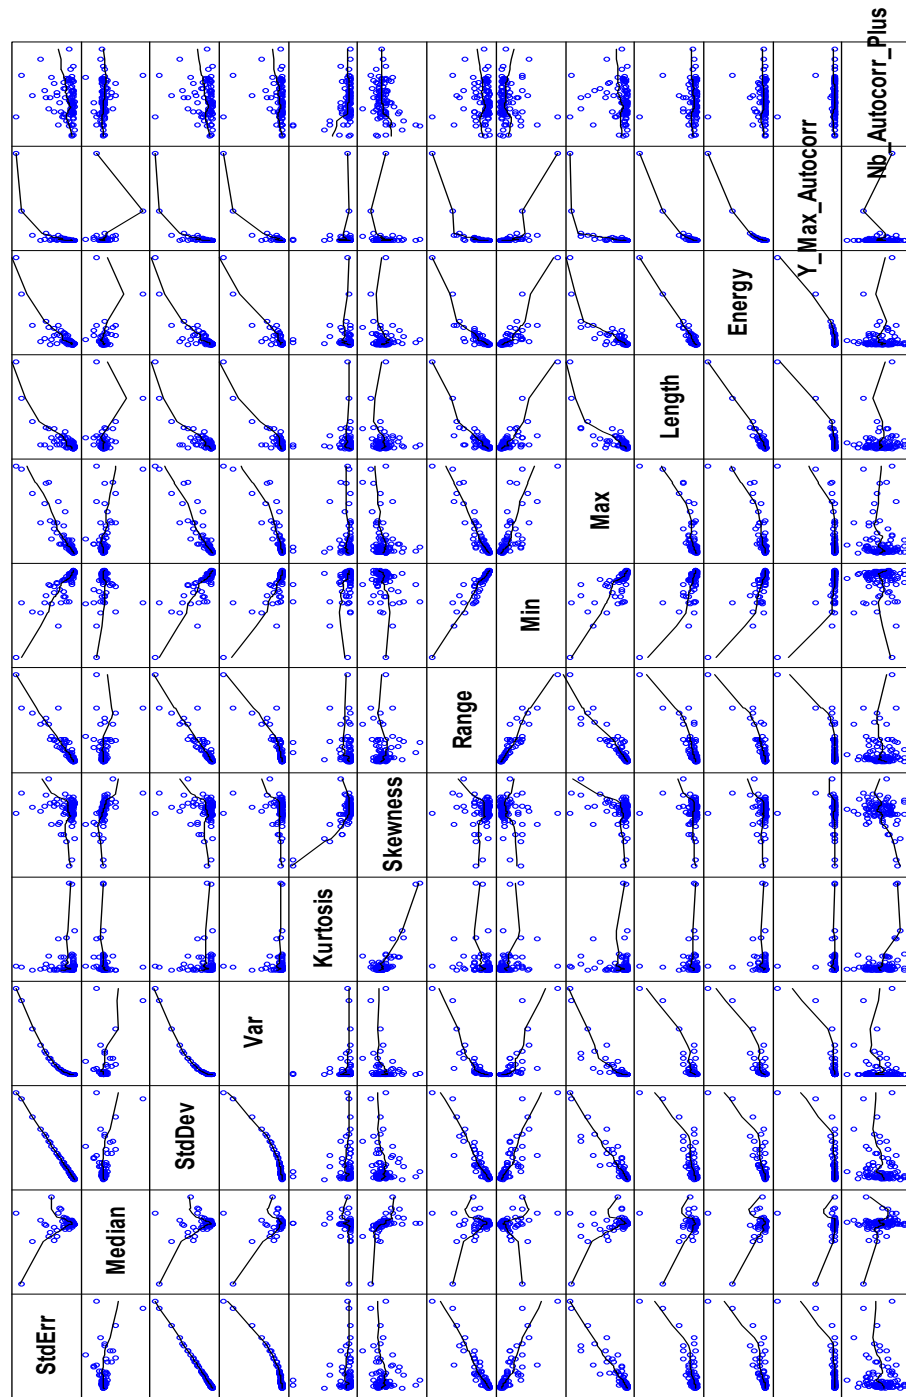 StdErr
Median
StdDev
Var
Kurtosis
Skewness
Range
Min
Max
Length
Energy
Y_Max_Autocorr
Nb_Autocorr_Plus